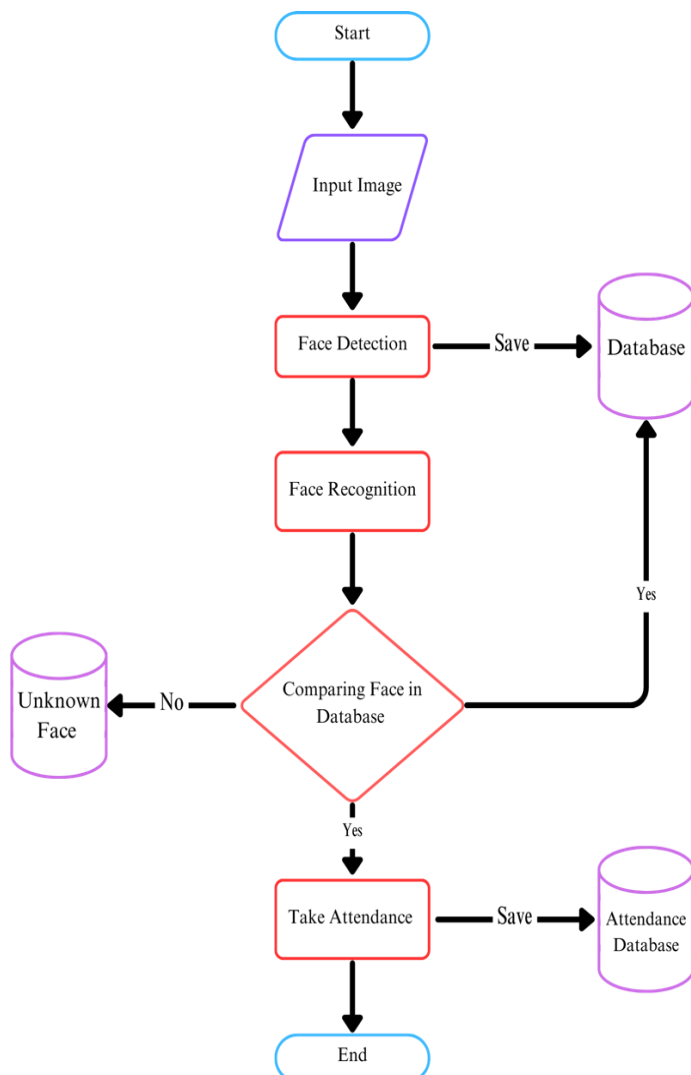 Start
Input Image
Face Detection
Save
Database
Face Recognition
Yes
Comparing Face in
Database
No
Unknown
Face
Yes
Take Attendance
Save
Attendance
Database
End